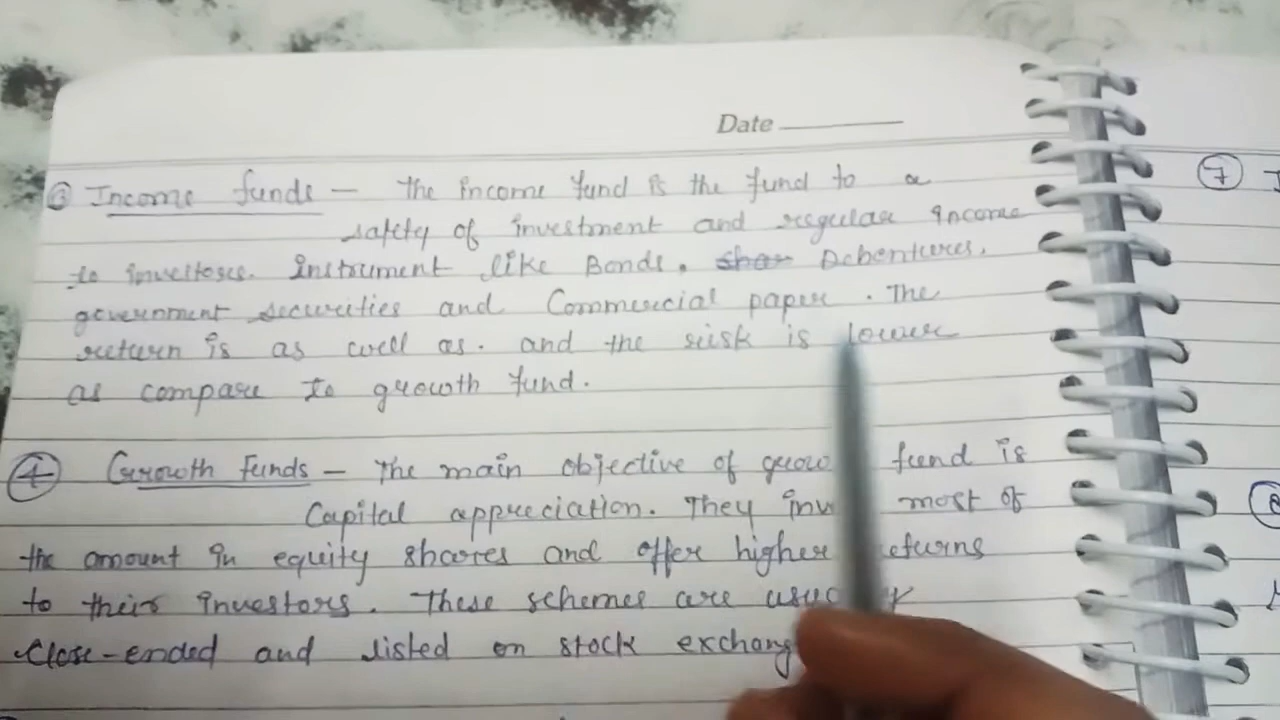 Date
③ Income funds – the income fund is the fund to a
safety of investment and regular income
to investors. Instrument like Bonds, Debentures,
government securities and Commercial paper. The
return is as well as. and the risk is lower
as compare to growth fund.
④ Growth Funds – The main objective of fund is
Capital appreciation. They most of
the amount in equity shares and offer higher
to their investors. These schemes are
Close-ended and listed on stock
⑦